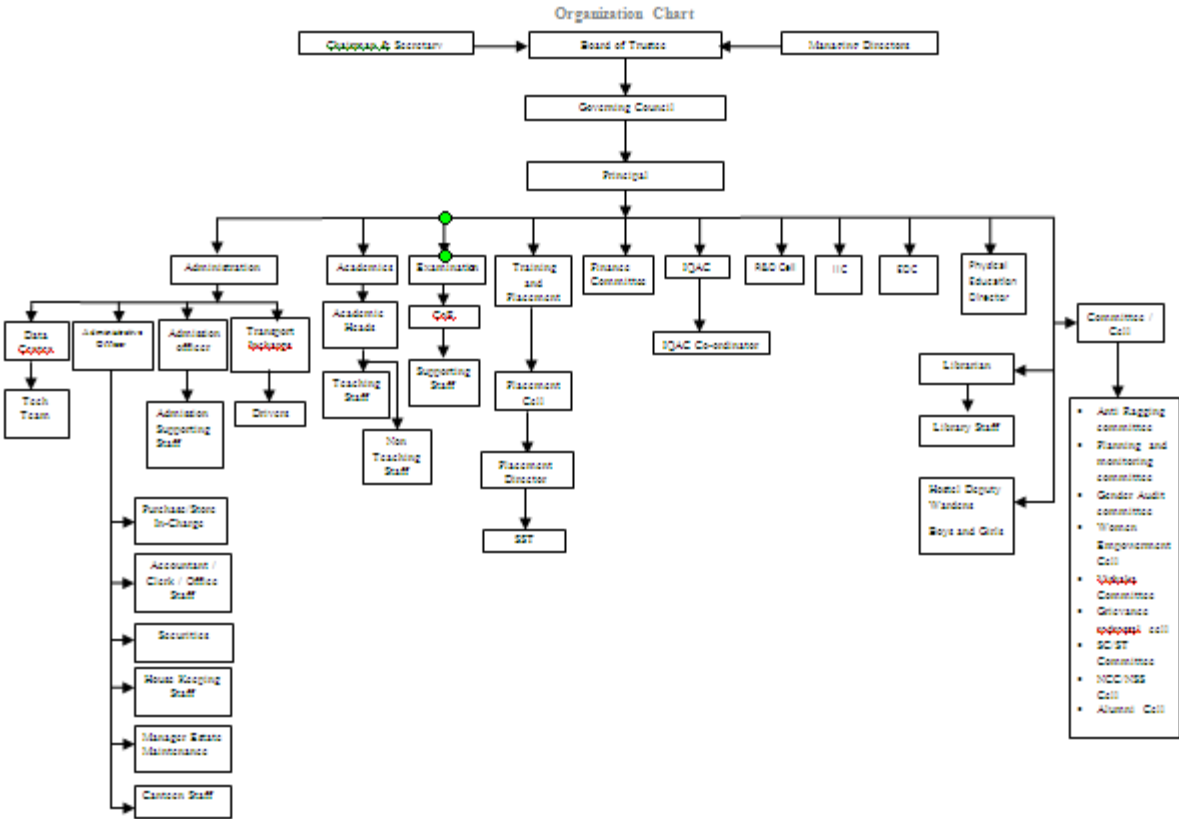 Organization Chart
Chairman & Secretary
Board of Trustee
Managing Directors
Governing Council
Principal
Administration
Academics
Examination
Training
and
Placement
Finance
Committee
IQAC
R&D Cell
IIC
EDC
Physical
Education
Director
Data
Administrative
Officer
Admission
officer
Transport
Incharge
Academic
Heads
CoE
IQAC Co-ordinator
Committee /
Cell
Tech
Team
Admission
Supporting
Staff
Drivers
Teaching
Staff
Supporting
Staff
Placement
Cell
Librarian
Non
Teaching
Staff
Library Staff
Placement
Director
Hostel Deputy
Wardens
Boys and Girls
SST
Purchase/Store
In-Charge
Accountant /
Clerk / Office
Staff
Securities
House Keeping
Staff
Manager Estate
Maintenance
Canteen Staff
• Anti Ragging
committee
• Planning and
monitoring
committee
• Gender Audit
committee
• Women
Empowerment
Cell
• Committee
• Grievance
redressal cell
• SC/ST
Committee
• NCC/NSS
Cell
• Alumni Cell